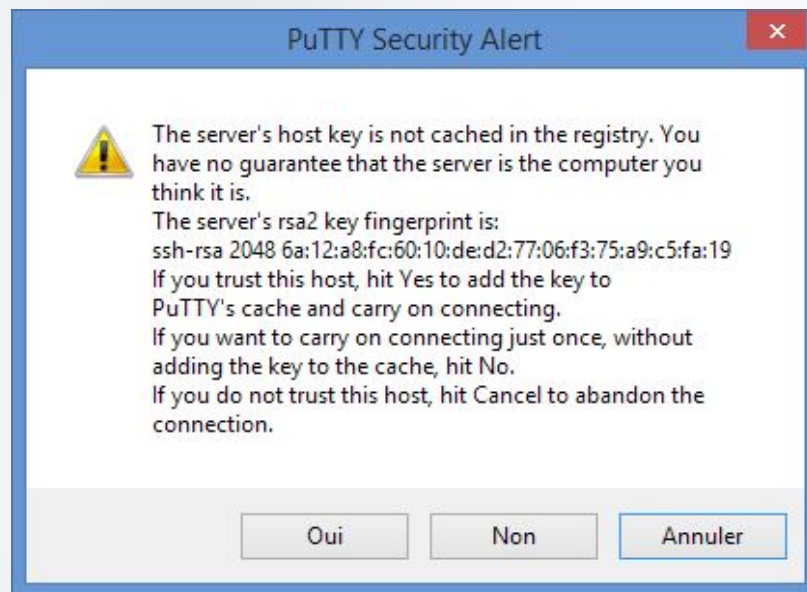 PuTTY Security Alert
The server's host key is not cached in the registry. You
have no guarantee that the server is the computer you
think it is.
The server's rsa2 key fingerprint is:
ssh-rsa 2048 6a:12:a8:fc:60:10:de:d2:77:06:f3:75:a9:c5:fa:19
If you trust this host, hit Yes to add the key to
PuTTY's cache and carry on connecting.
If you want to carry on connecting just once, without
adding the key to the cache, hit No.
If you do not trust this host, hit Cancel to abandon the
connection.
Oui Non Annuler